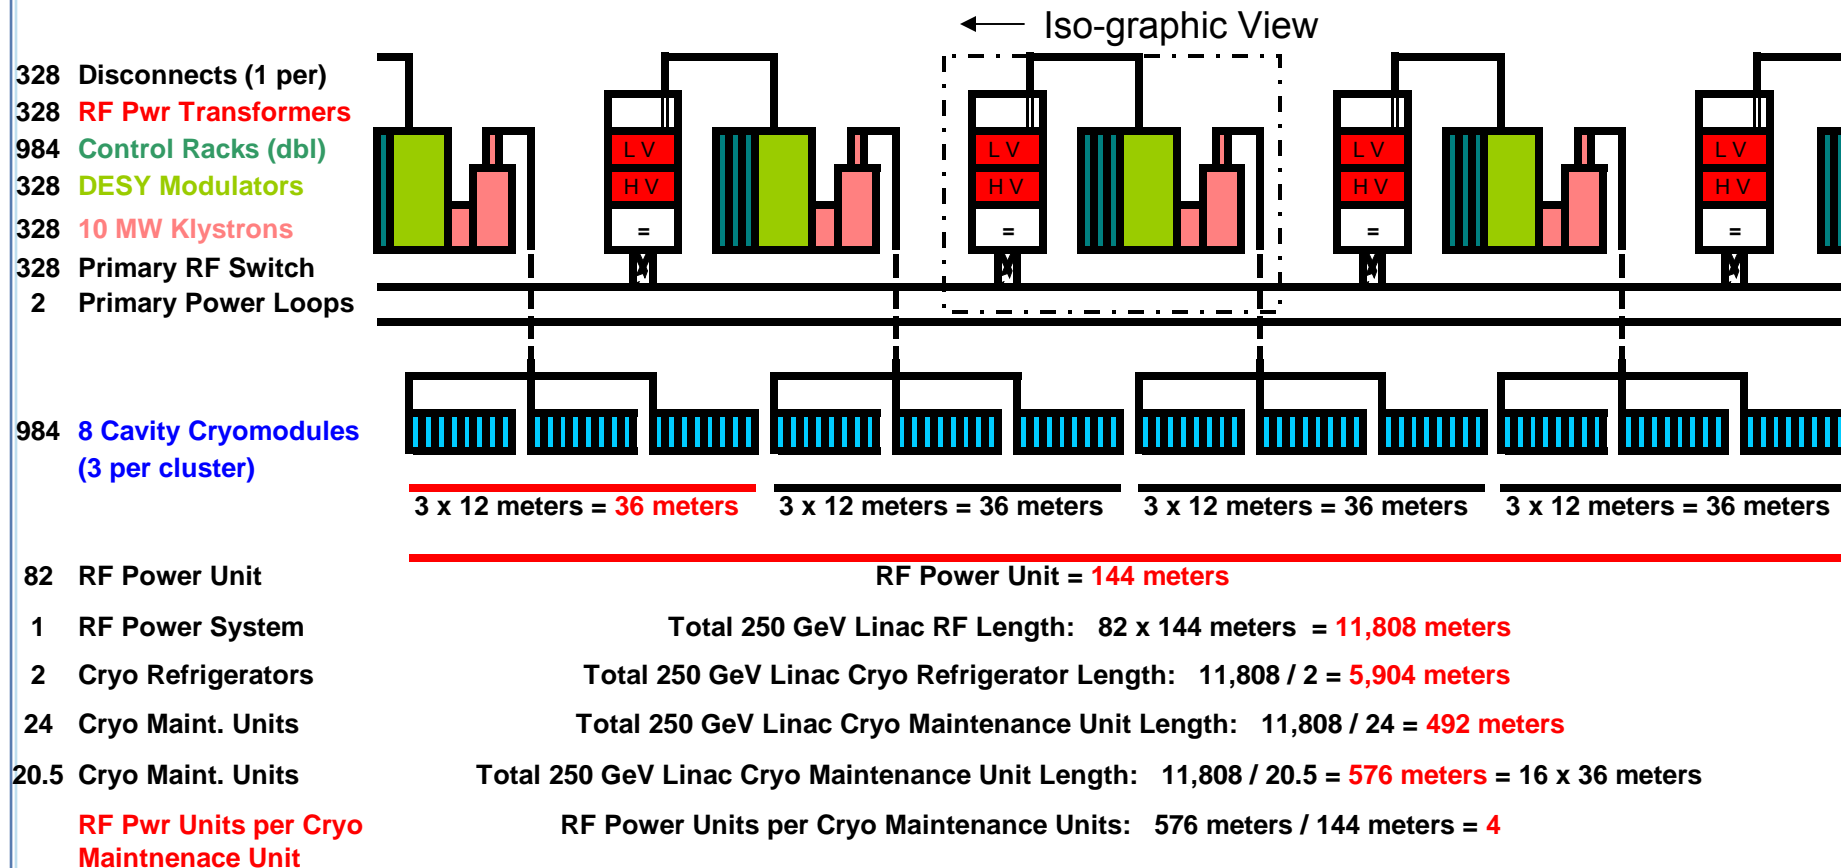 Iso-graphic View
328 Disconnects (1 per)
328 RF Pwr Transformers
984 Control Racks (dbl)
328 DESY Modulators
328 10 MW Klystrons
328 Primary RF Switch
2 Primary Power Loops
L V L V L V L V
H V H V H V H V
= = = =
984 8 Cavity Cryomodules
(3 per cluster)
3 x 12 meters = 36 meters 3 x 12 meters = 36 meters 3 x 12 meters = 36 meters 3 x 12 meters = 36 meters
82 RF Power Unit RF Power Unit = 144 meters
1 RF Power System Total 250 GeV Linac RF Length: 82 x 144 meters = 11,808 meters
2 Cryo Refrigerators Total 250 GeV Linac Cryo Refrigerator Length: 11,808 / 2 = 5,904 meters
24 Cryo Maint. Units Total 250 GeV Linac Cryo Maintenance Unit Length: 11,808 / 24 = 492 meters
20.5 Cryo Maint. Units Total 250 GeV Linac Cryo Maintenance Unit Length: 11,808 / 20.5 = 576 meters = 16 x 36 meters
RF Pwr Units per Cryo RF Power Units per Cryo Maintenance Units: 576 meters / 144 meters = 4
Maintnenace Unit